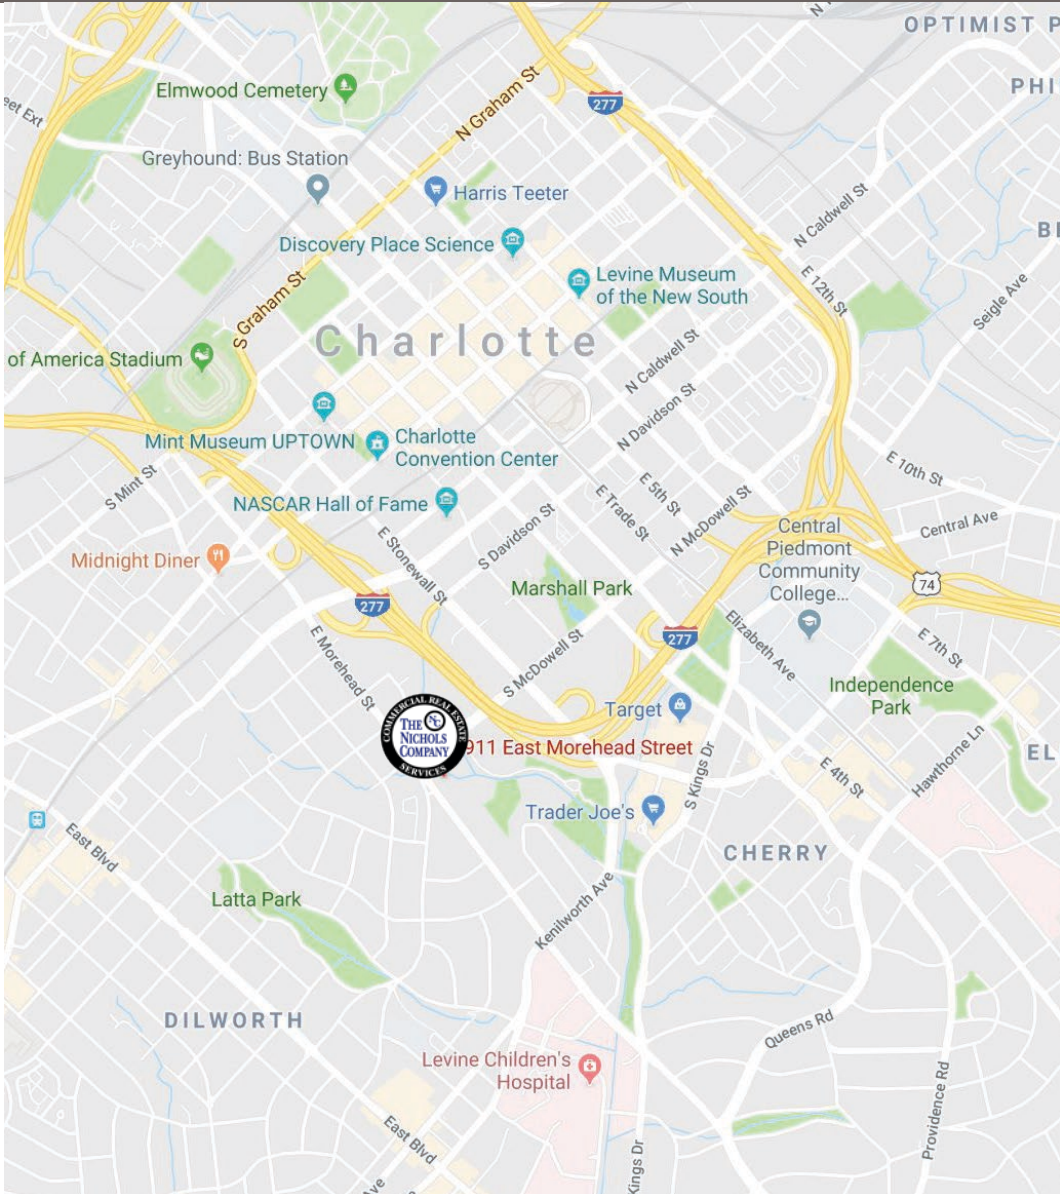 OPTIMIST P
N
PHI
277
Elmwood Cemetery
eet Ext
N Graham St
Greyhound: Bus Station
Harris Teeter
N Caldwell St
BI
Discovery Place Science
Levine Museum
of the New South
E 12th St
Seigle Ave
S Graham St
Charlotte
of America Stadium
N Caldwell St
N Davidson St
Mint Museum UPTOWN
Charlotte
Convention Center
E 10th St
S Mint St
E 5th St
E Trade St
N McDowell St
NASCAR Hall of Fame
S Davidson St
Central Ave
Central
Piedmont
Community
College...
Midnight Diner
E Stonewall St
Marshall Park
74
277
277
Elizabeth Ave
E 7th St
E Morehead St
S McDowell St
Independence
Park
Target
COMMERCIAL REAL ESTATE
NC
THE
NICHOLS
COMPANY
SERVICES
911 East Morehead Street
S Kings Dr
E 4th St
Hawthorne Ln
EL
Trader Joe's
East Blvd
CHERRY
Latta Park
Kenilworth Ave
DILWORTH
Queens Rd
Levine Children's
Hospital
Providence Rd
East Blvd
Kings Dr
Ave